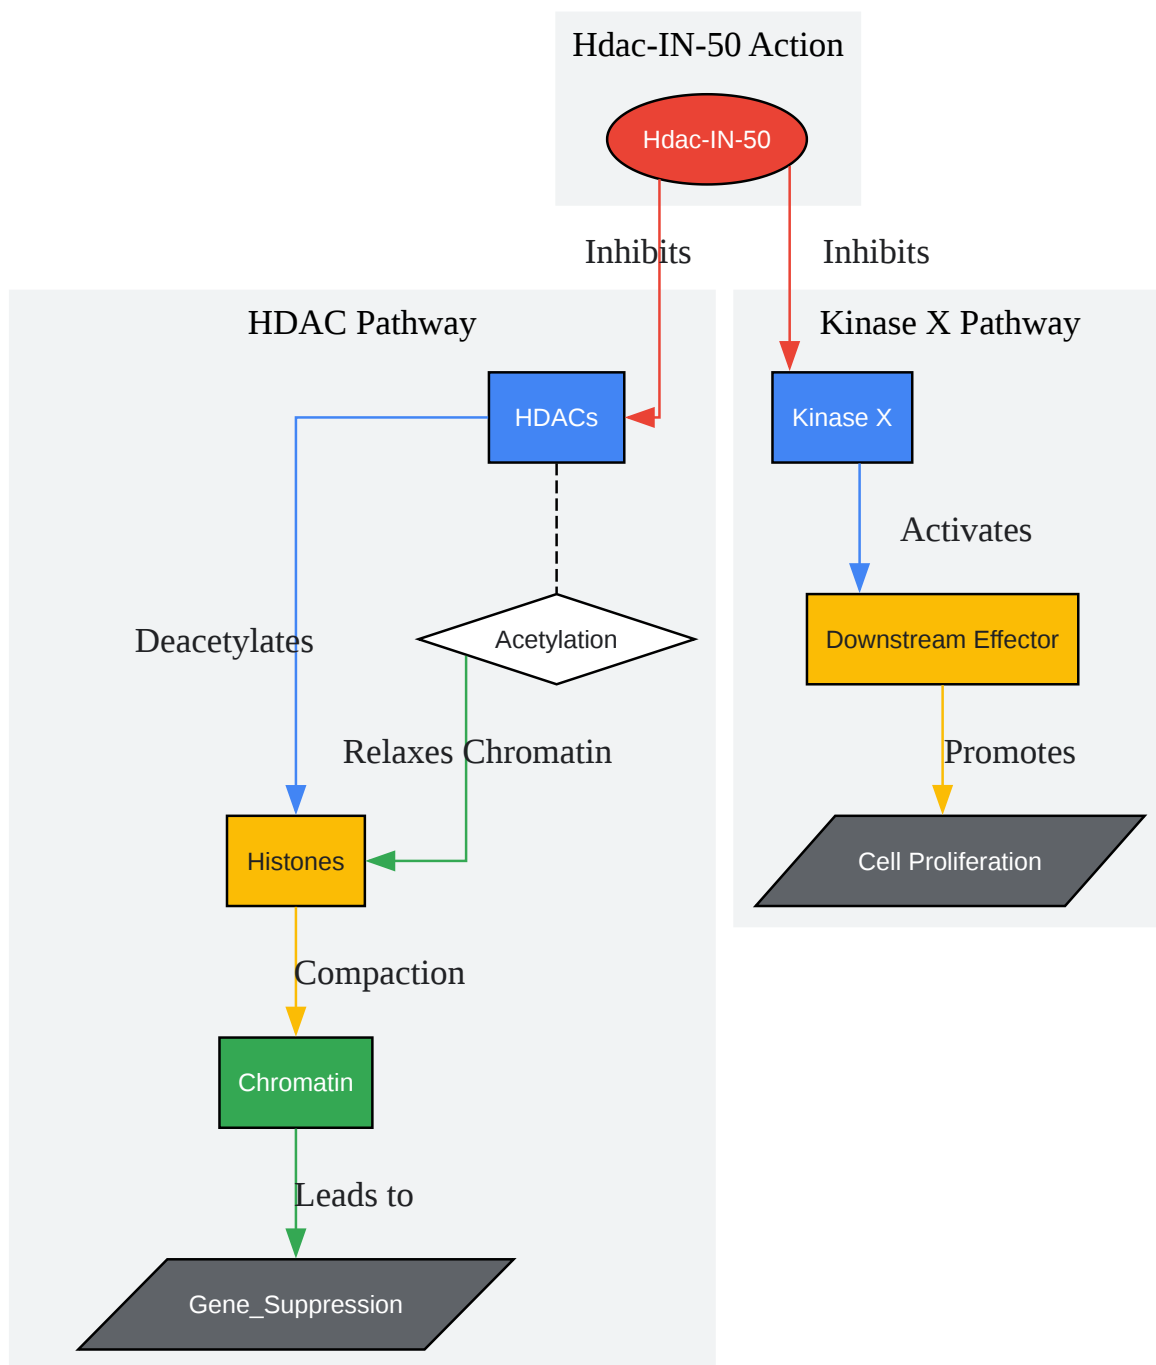 Hdac-IN-50 Action
Hdac-IN-50
Inhibits
Inhibits
HDAC Pathway
Kinase X Pathway
HDACs
Kinase X
Activates
Deacetylates
Acetylation
Downstream Effector
Relaxes Chromatin
Promotes
Histones
Cell Proliferation
Compaction
Chromatin
Leads to
Gene_Suppression